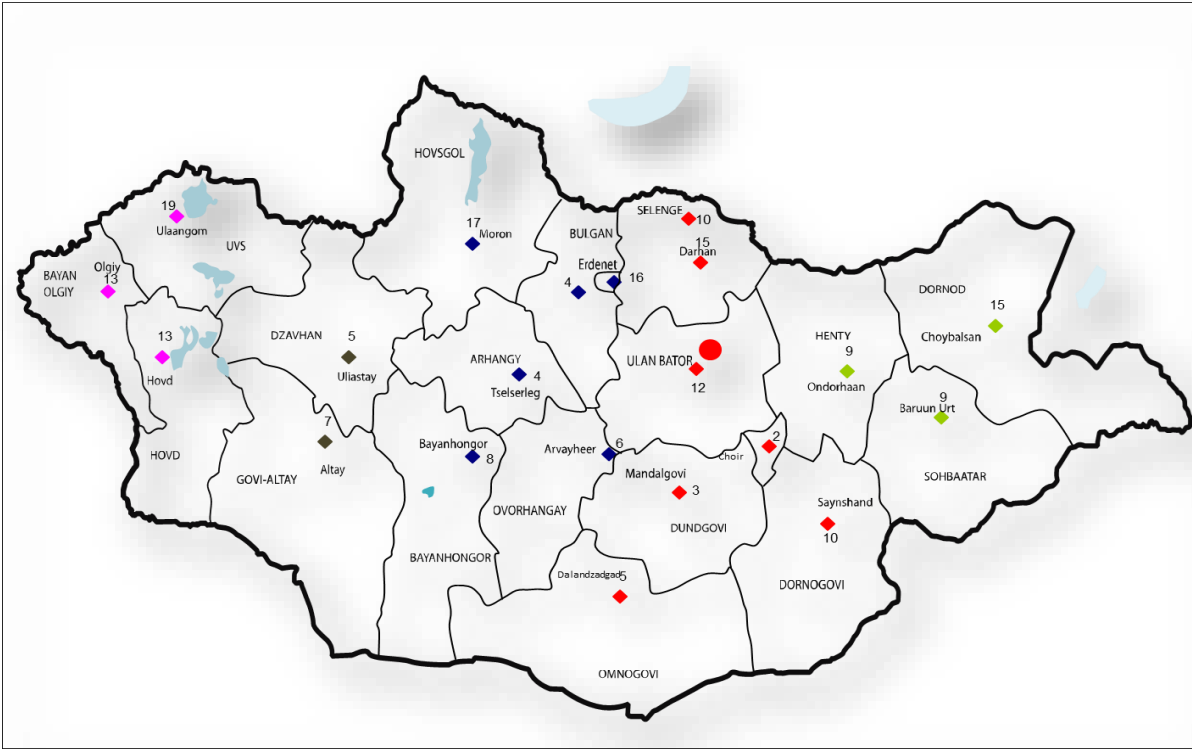 HOVSGOL
19
Ulaangom
UVS
17
Moron
BULGAN
SELENGE
10
15
Darhan
Erdenet
16
4
Olgiy
13
BAYAN
OLGIY
DORNOD
15
Choybalsan
13
Hovd
DZAVHAN
5
Uliastay
ARHANGY
4
Tselserleg
ULAN BATOR
12
HENTY
9
Ondorhaan
9
Baruun Urt
SOHBAATAR
HOVD
7
Altay
GOVI-ALTAY
Bayanhongor
8
Arvayheer
6
2
Choir
Mandalgovi
3
DUNDGOVI
OVORHANGAY
Saynshand
10
BAYANHONGOR
Dalandzadgad
5
DORNOGOVI
OMNOGOVI